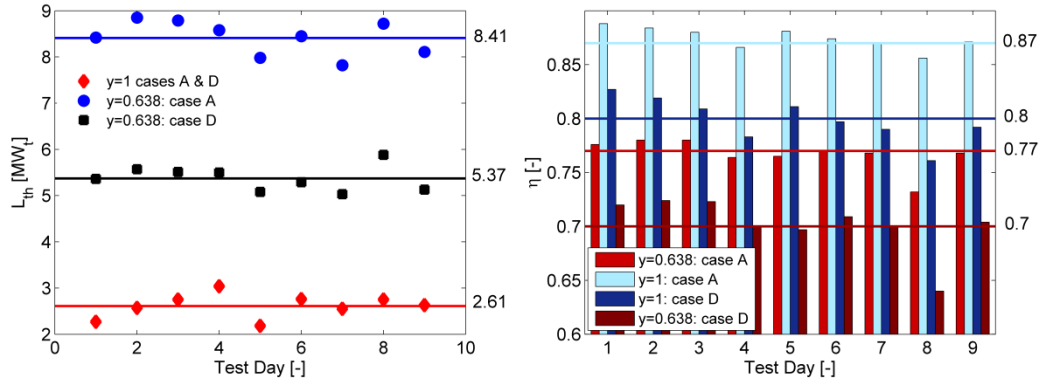 9
8
7
6
5
4
3
2
L_th [MW_t]
8.41
5.37
2.61
y=1 cases A & D
y=0.638: case A
y=0.638: case D
0 2 4 6 8 10
Test Day [-]
0.85
0.8
0.75
0.7
0.65
0.6
η [-]
0.87
0.8
0.77
0.7
y=0.638: case A
y=1: case A
y=1: case D
y=0.638: case D
1 2 3 4 5 6 7 8 9
Test Day [-]